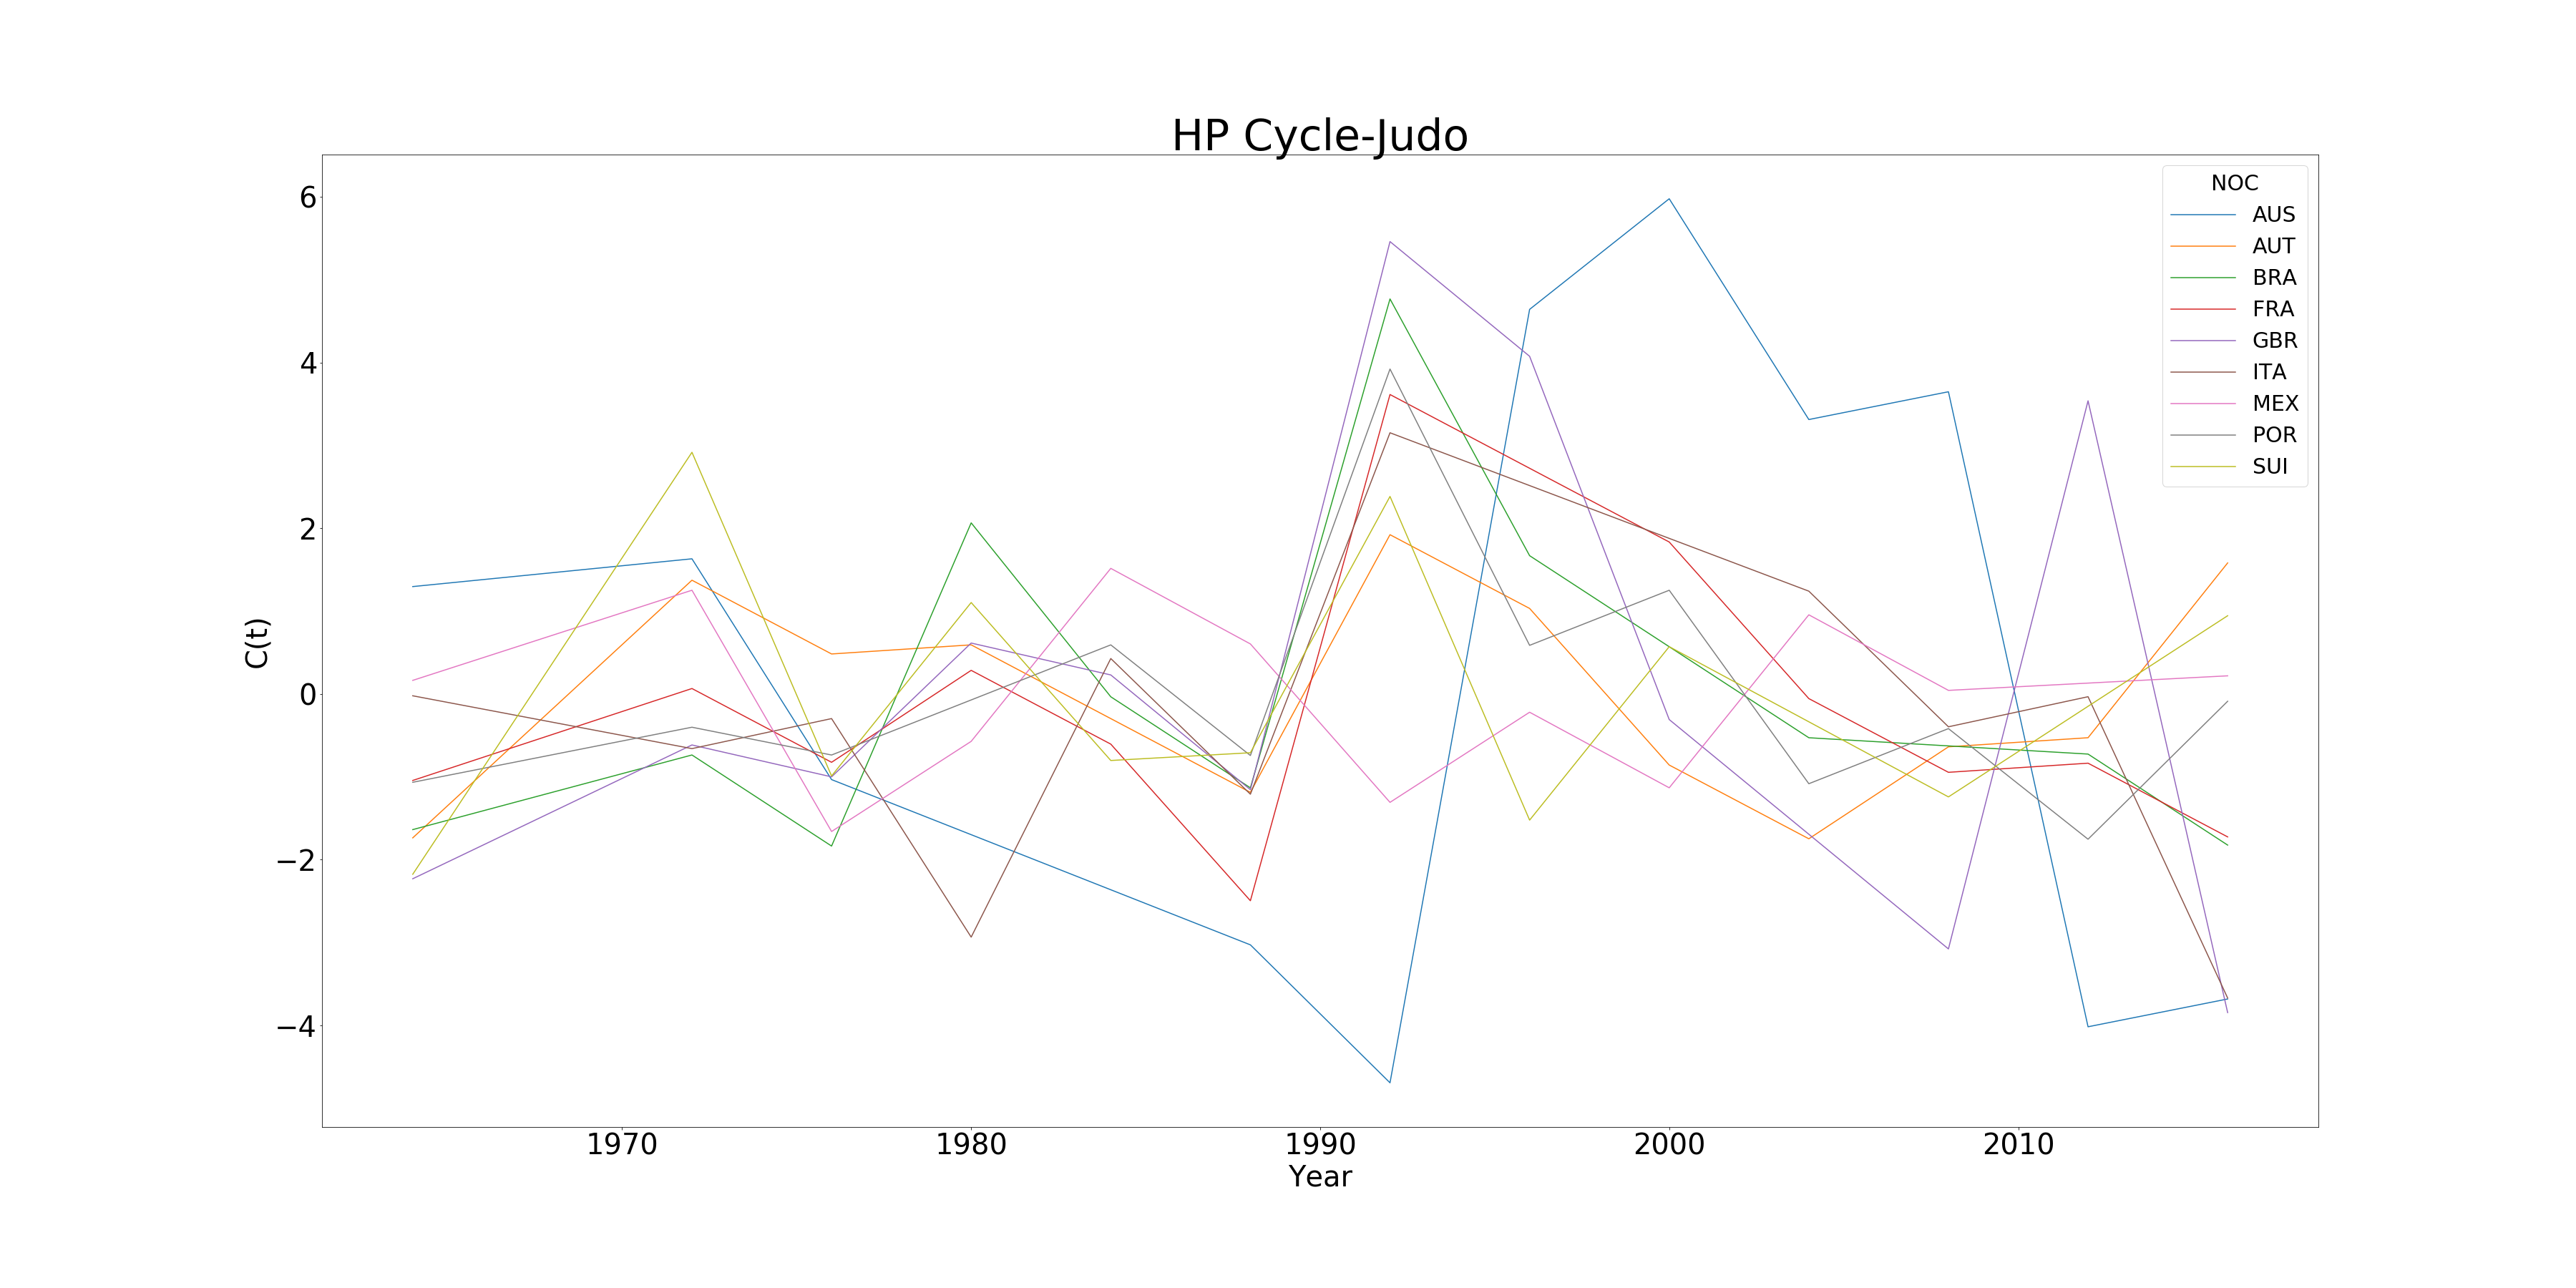 HP Cycle-Judo
NOC
AUS
AUT
BRA
FRA
GBR
ITA
MEX
POR
SUI
C(t)
6
4
2
0
−2
−4
1970 1980 1990 2000 2010
Year